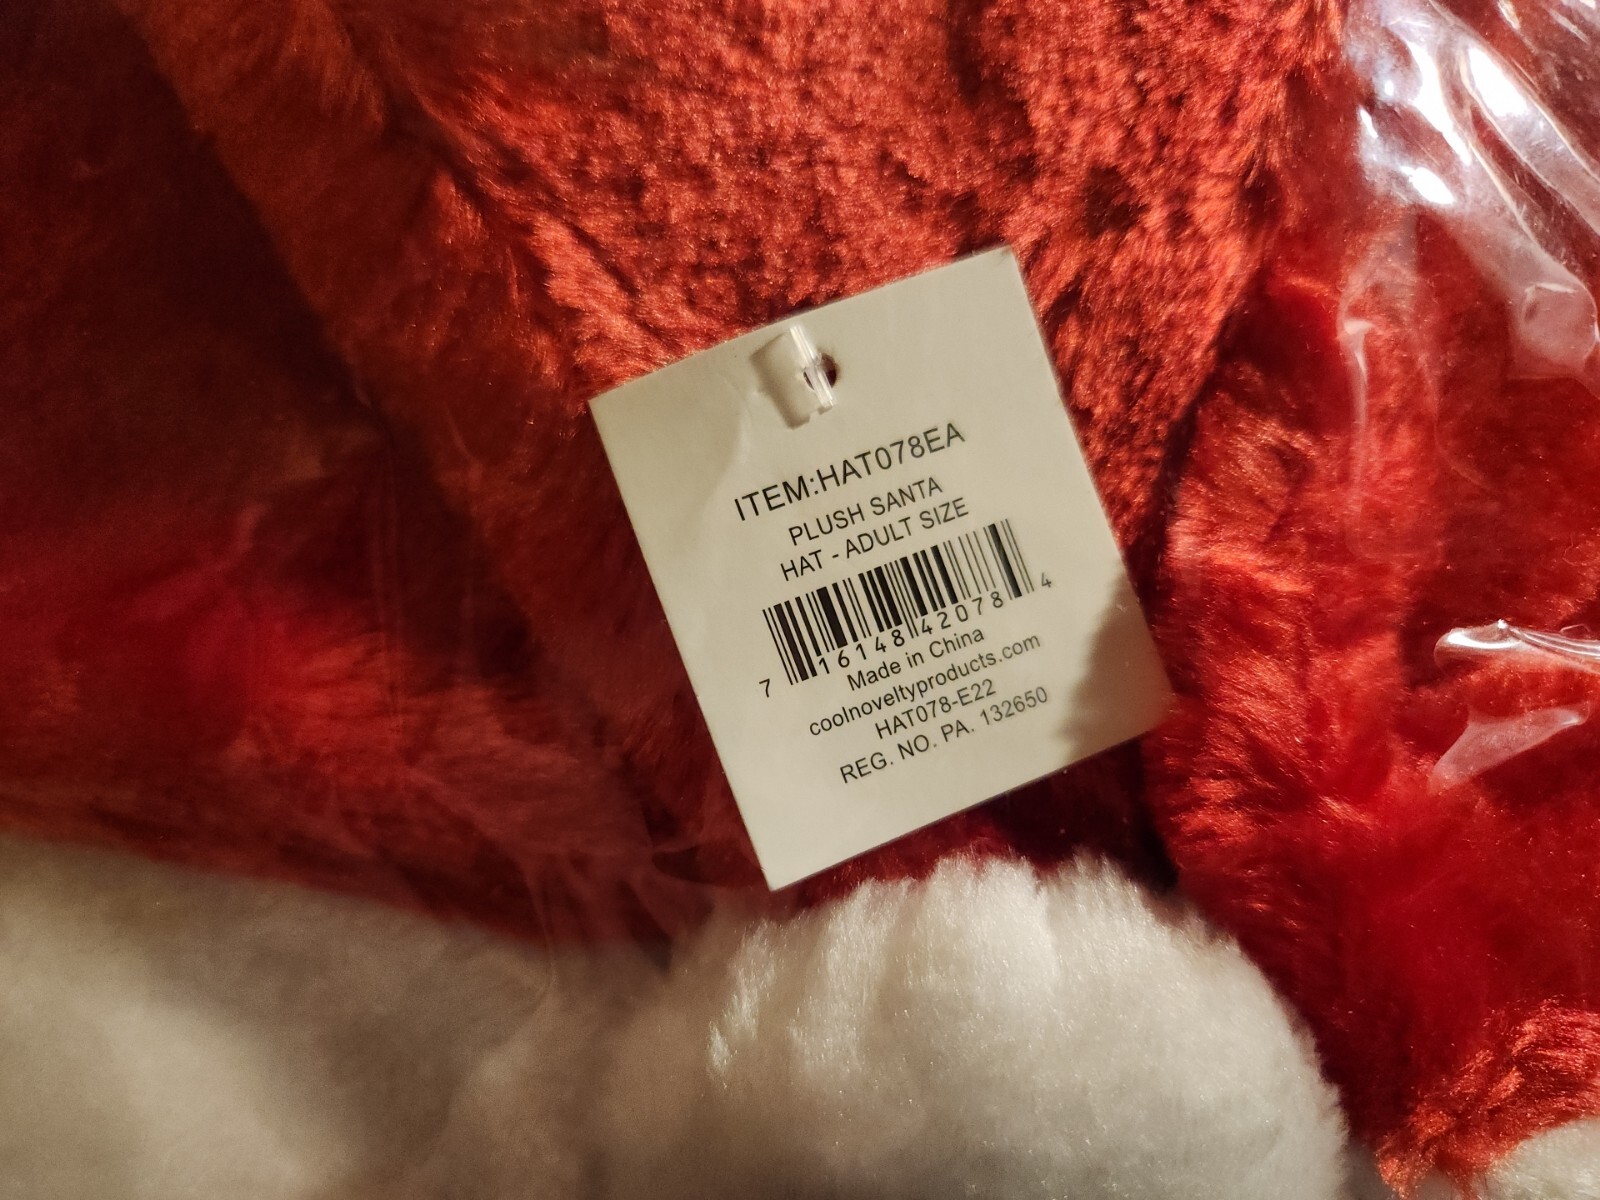 ITEM:HAT078EA
PLUSH SANTA
HAT - ADULT SIZE
7 16148 42078 4
Made in China
coolnoveltyproducts.com
HAT078-E22
REG. NO. PA. 132650